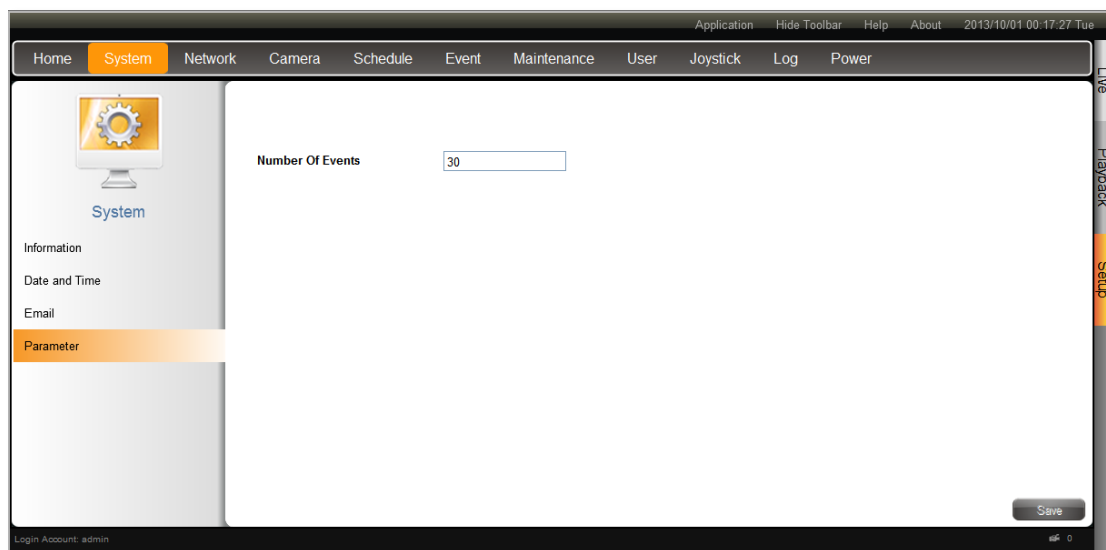 Application Hide Toolbar Help About 2013/10/01 00:17:27 Tue
Home System Network Camera Schedule Event Maintenance User Joystick Log Power
Live
Playback
Setup
System
Information
Date and Time
Email
Parameter
Number Of Events 30
Save
Login Account: admin 0